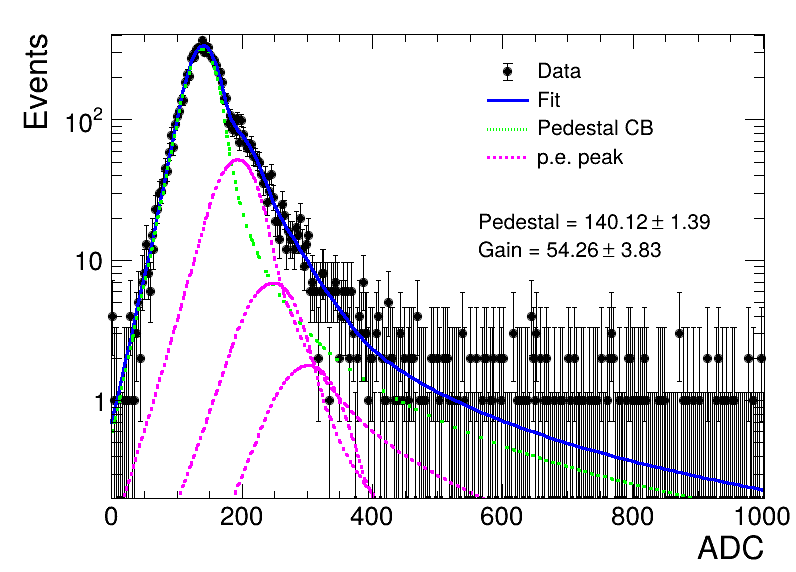 Events
10²
10
1
Data
Fit
Pedestal CB
p.e. peak
Pedestal = 140.12 ± 1.39
Gain = 54.26 ± 3.83
0 200 400 600 800 1000
ADC